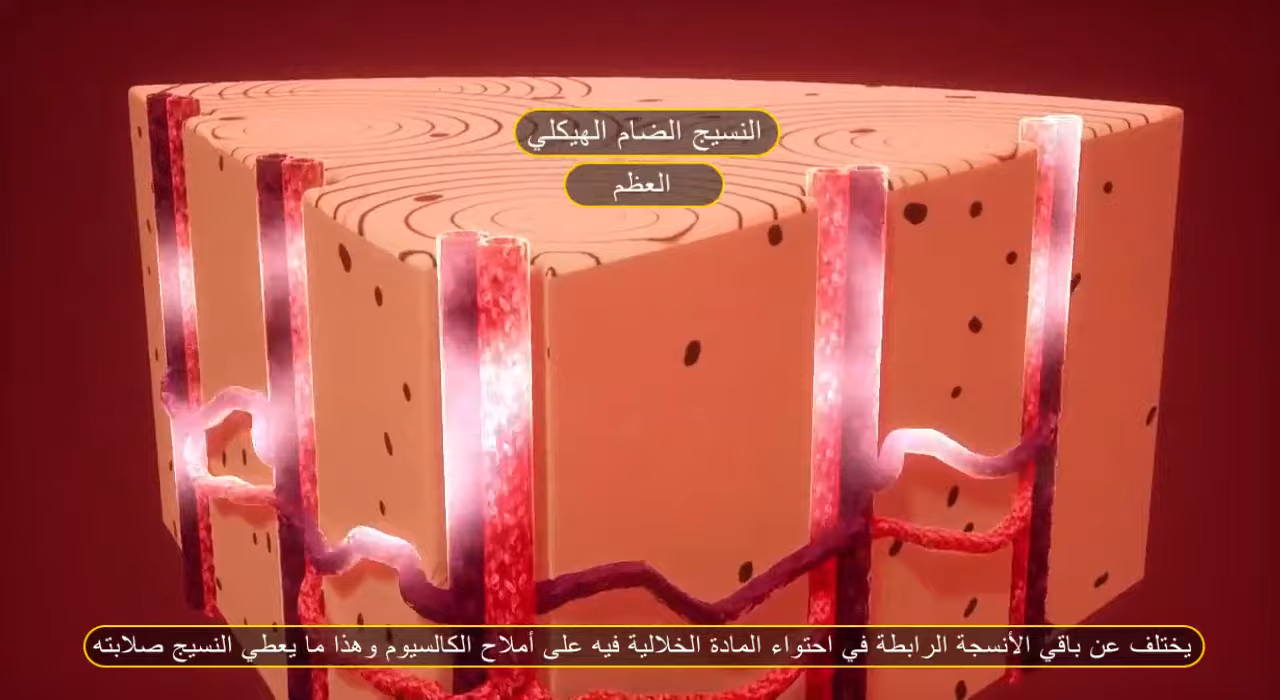 النسيج الضام الهيكلي
العظم
يختلف عن باقي الأنسجة الرابطة في احتواء المادة الخلالية فيه على أملاح الكالسيوم وهذا ما يعطي النسيج صلابته